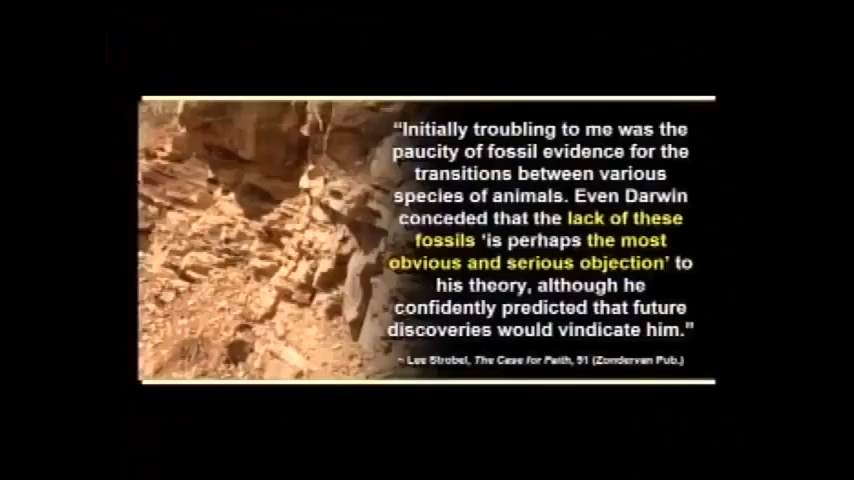 “Initially troubling to me was the
paucity of fossil evidence for the
transitions between various
species of animals. Even Darwin
conceded that the lack of these
fossils ‘is perhaps the most
obvious and serious objection’ to
his theory, although he
confidently predicted that future
discoveries would vindicate him.”
~ Lee Strobel, The Case for Faith, 91 (Zondervan Pub.)